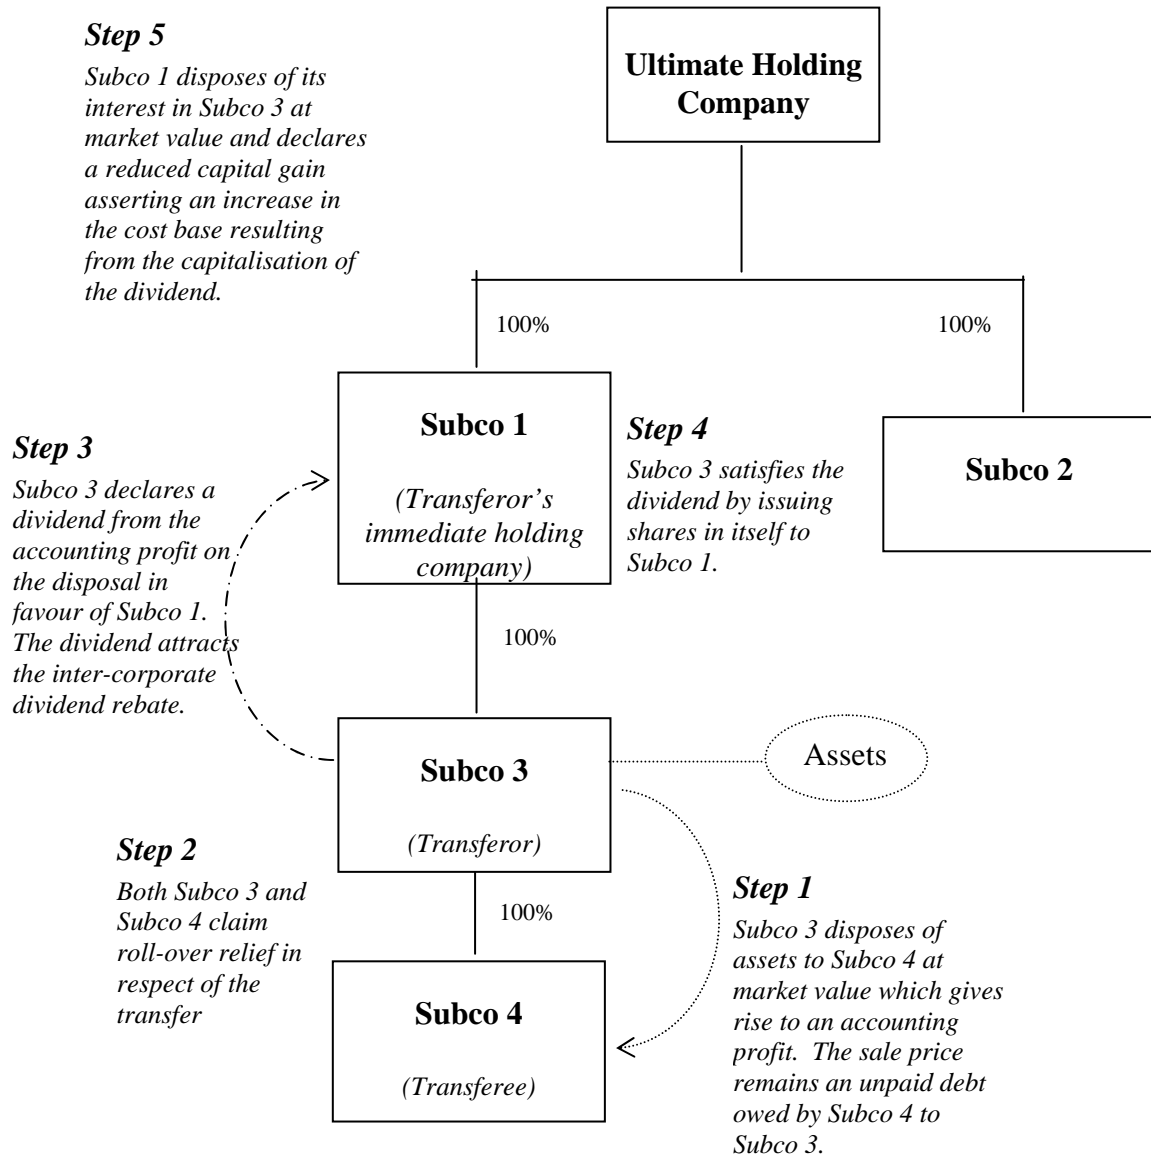 Step 5
Subco 1 disposes of its
interest in Subco 3 at
market value and declares
a reduced capital gain
asserting an increase in
the cost base resulting
from the capitalisation of
the dividend.
Ultimate Holding
Company
100%
100%
Subco 1
(Transferor's
immediate holding
company)
Step 4
Subco 3 satisfies the
dividend by issuing
shares in itself to
Subco 1.
Subco 2
Step 3
Subco 3 declares a
dividend from the
accounting profit on
the disposal in
favour of Subco 1.
The dividend attracts
the inter-corporate
dividend rebate.
100%
Subco 3
(Transferor)
Assets
Step 2
Both Subco 3 and
Subco 4 claim
roll-over relief in
respect of the
transfer
100%
Subco 4
(Transferee)
Step 1
Subco 3 disposes of
assets to Subco 4 at
market value which gives
rise to an accounting
profit. The sale price
remains an unpaid debt
owed by Subco 4 to
Subco 3.